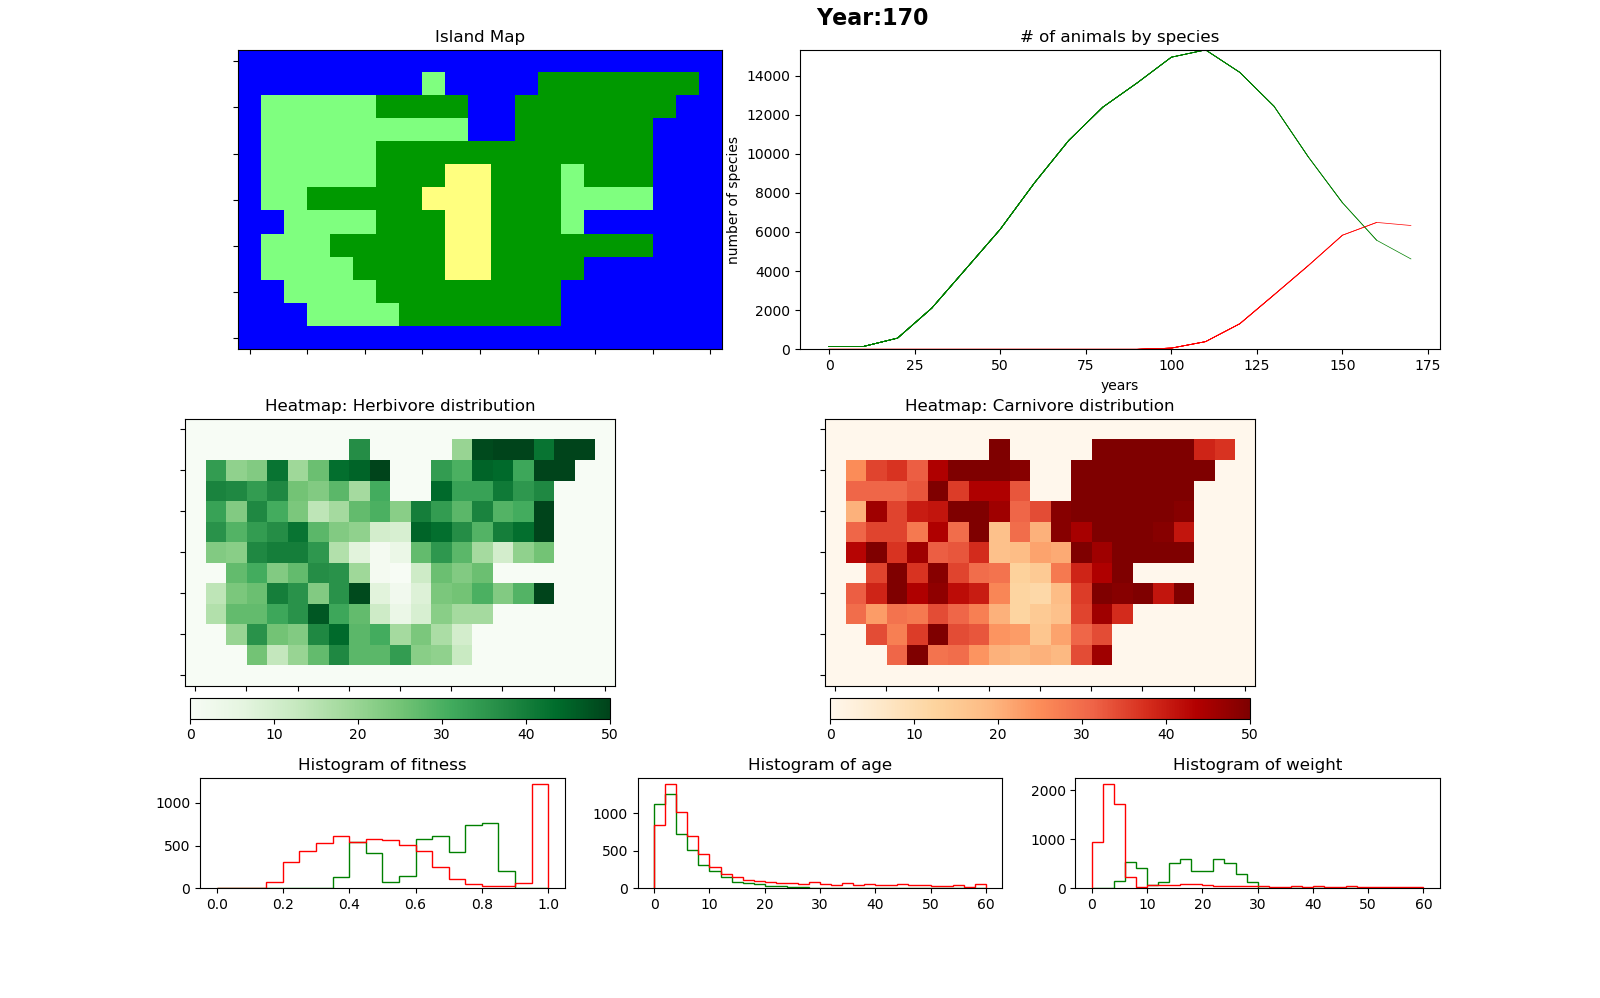 Year:170
Island Map
# of animals by species
number of species
14000
12000
10000
8000
6000
4000
2000
0
0 25 50 75 100 125 150 175
years
Heatmap: Herbivore distribution
Heatmap: Carnivore distribution
0 10 20 30 40 50
0 10 20 30 40 50
Histogram of fitness
1000
500
0
0.0 0.2 0.4 0.6 0.8 1.0
Histogram of age
1000
500
0
0 10 20 30 40 50 60
Histogram of weight
2000
1000
0
0 10 20 30 40 50 60